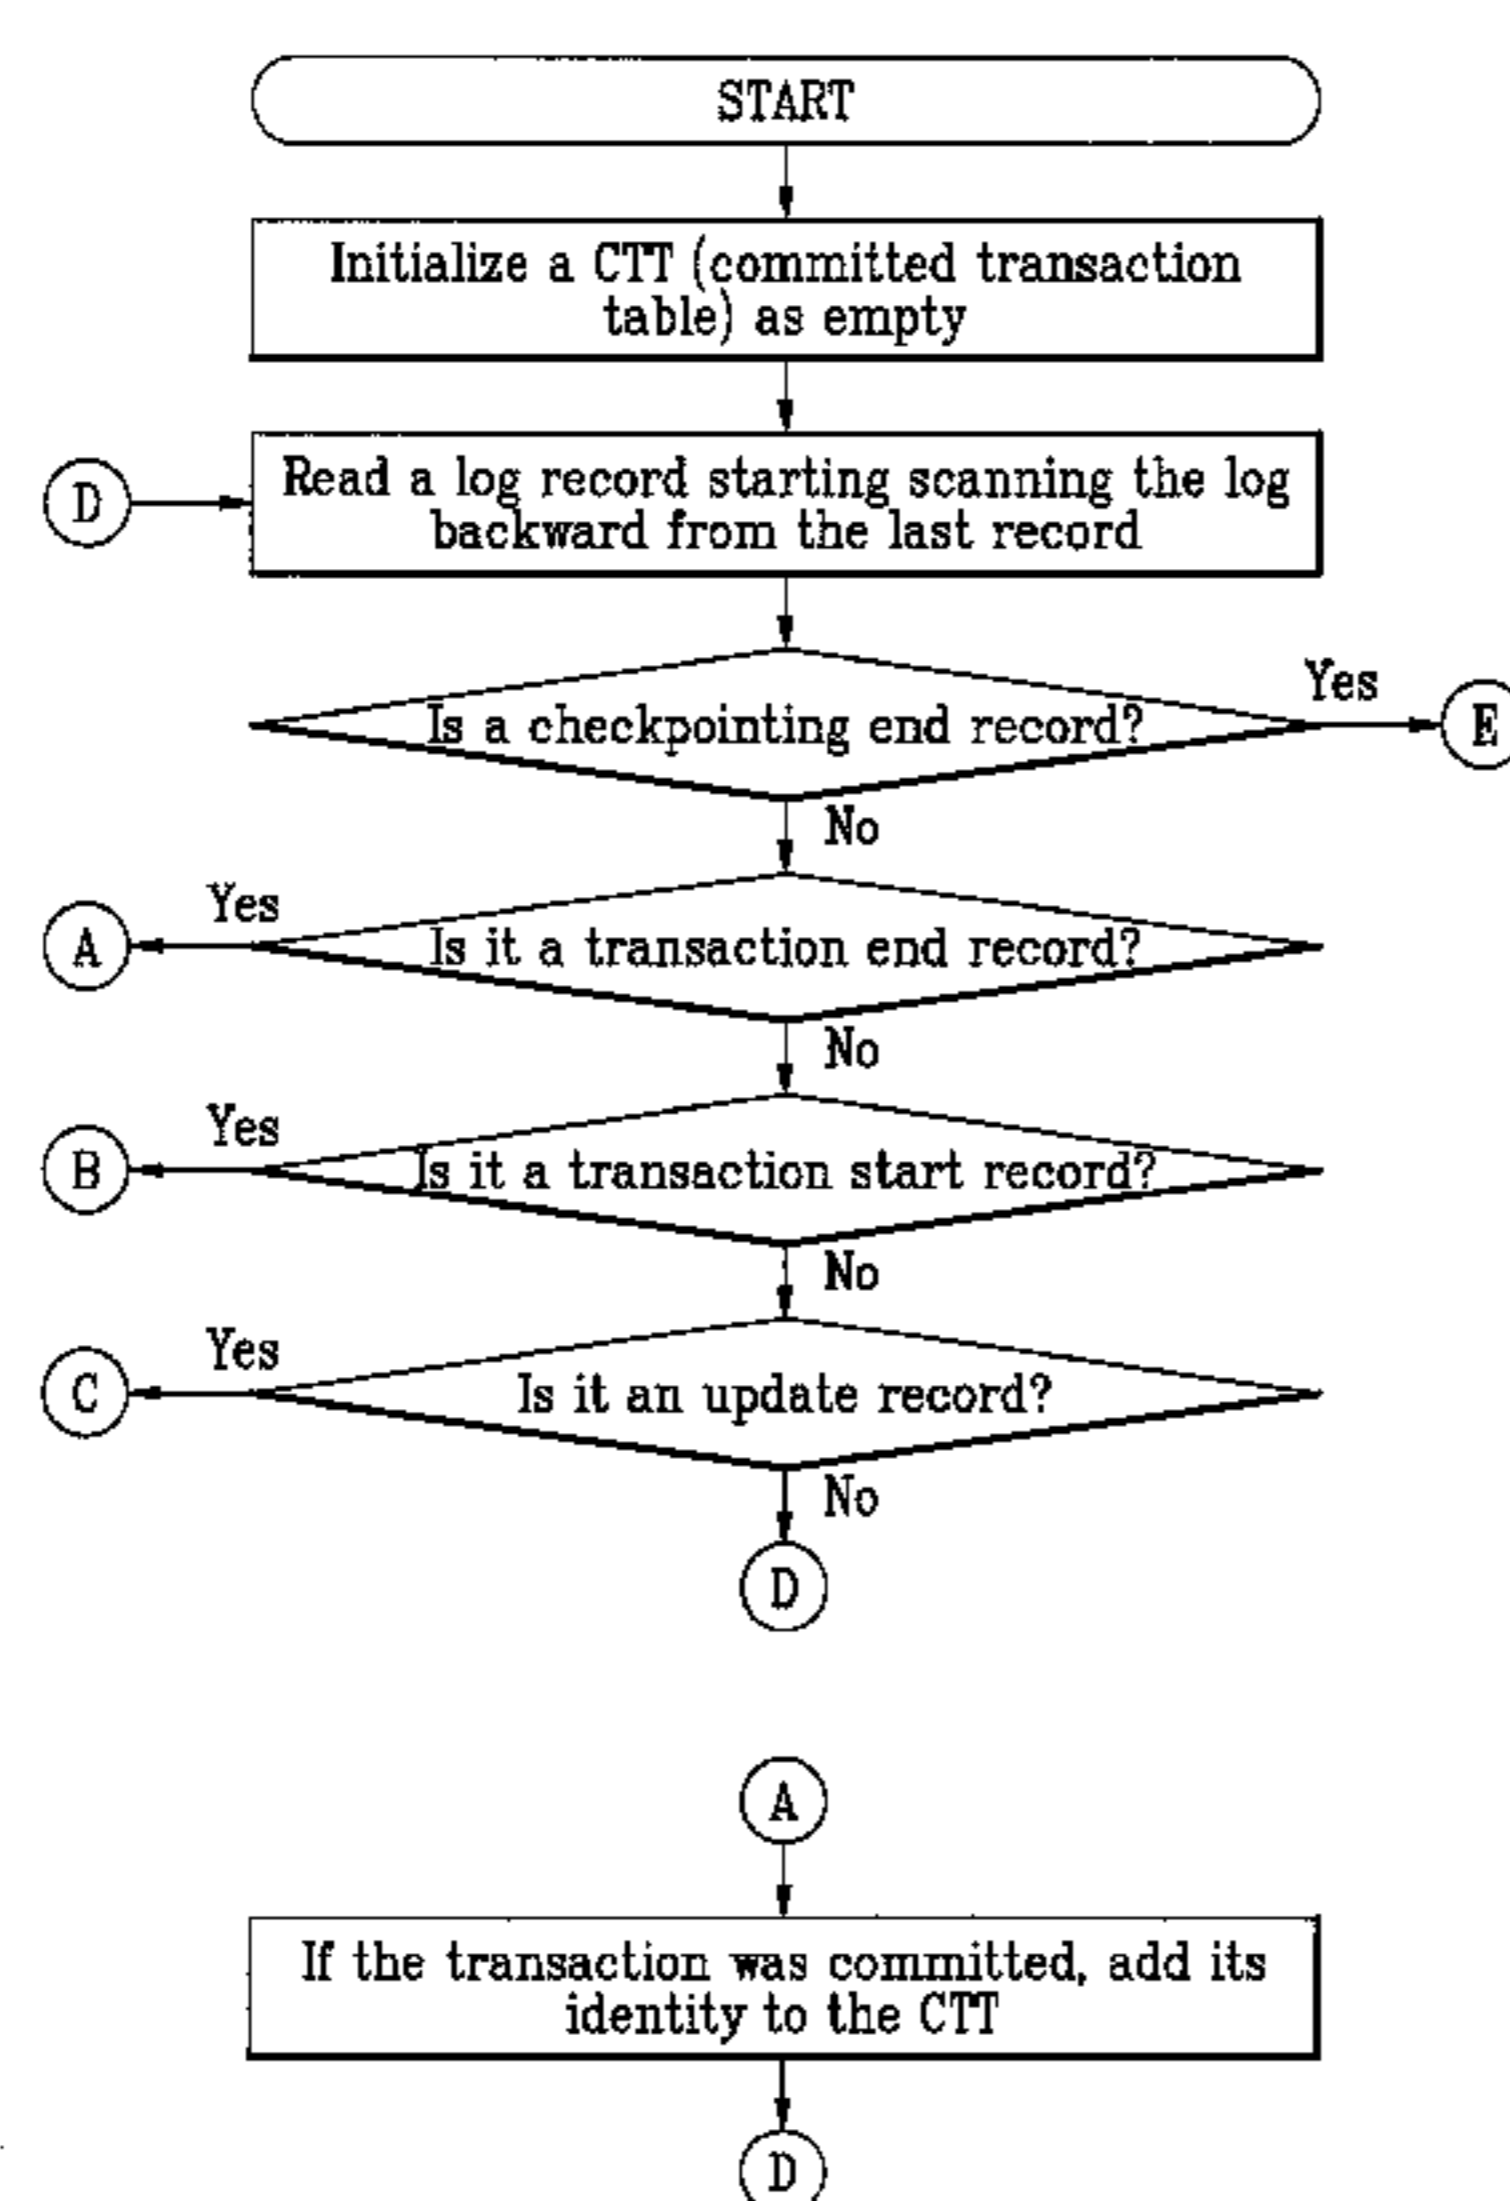 START
Initialize a CTT (committed transaction
table) as empty
D
Read a log record starting scanning the log
backward from the last record
Is a checkpointing end record?
Yes
E
No
Yes
A
Is it a transaction end record?
No
Yes
B
Is it a transaction start record?
No
Yes
C
Is it an update record?
No
D
A
If the transaction was committed, add its
identity to the CTT
D